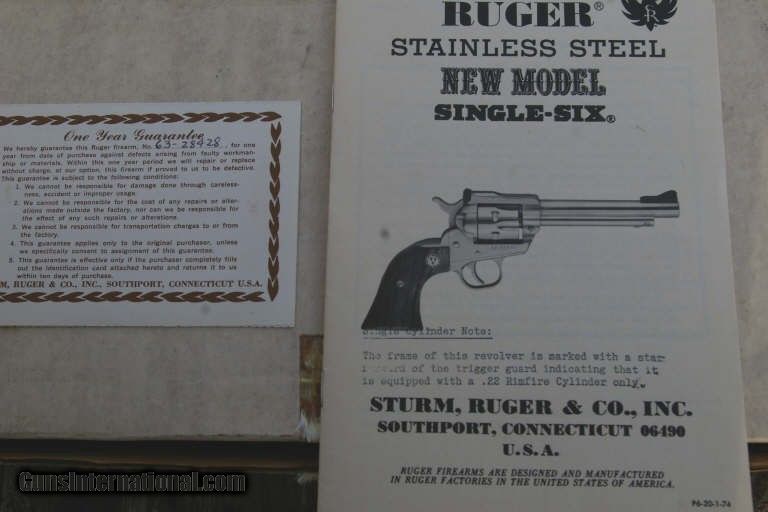 One Year Guarantee
We hereby guarantee this Ruger firearm, No. 63-28428, for one
year from date of purchase against defects arising from faulty workman-
ship or materials. Within this one year period we will repair or replace
without charge, at our option, this firearm if proved to us to be defective.
This guarantee is subject to the following conditions:
1. We cannot be responsible for damage done through careless-
ness, accident or improper usage.
2. We cannot be responsible for the cost of any repairs or alter-
ations made outside the factory, nor can we be responsible for
the effect of any such repairs or alterations.
3. We cannot be responsible for transportation charges to or from
the factory.
4. This guarantee applies only to the original purchaser, unless
we specifically consent to assignment of this guarantee.
5. This guarantee is effective only if the purchaser completely fills
out the identification card attached hereto and returns it to us
within ten days of purchase.
RM, RUGER & CO., INC., SOUTHPORT, CONNECTICUT U.S.A.
RUGER®
STAINLESS STEEL
NEW MODEL
SINGLE-SIX®
Single Cylinder Note:
The frame of this revolver is marked with a star
forward of the trigger guard indicating that it
is equipped with a .22 Rimfire Cylinder only.
STURM, RUGER & CO., INC.
SOUTHPORT, CONNECTICUT 06490
U.S.A.
RUGER FIREARMS ARE DESIGNED AND MANUFACTURED
IN RUGER FACTORIES IN THE UNITED STATES OF AMERICA.
96-20-1-74
GunsInternational.com